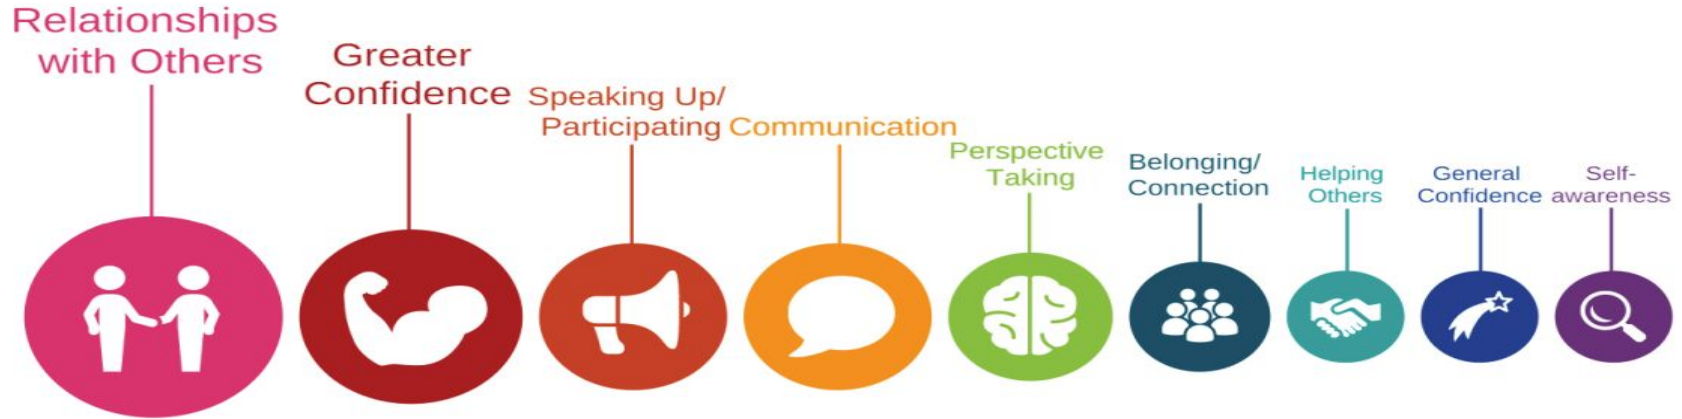 Relationships
with Others
Greater
Confidence
Speaking Up/
Participating
Communication
Perspective
Taking
Belonging/
Connection
Helping
Others
General
Confidence
Self-
awareness